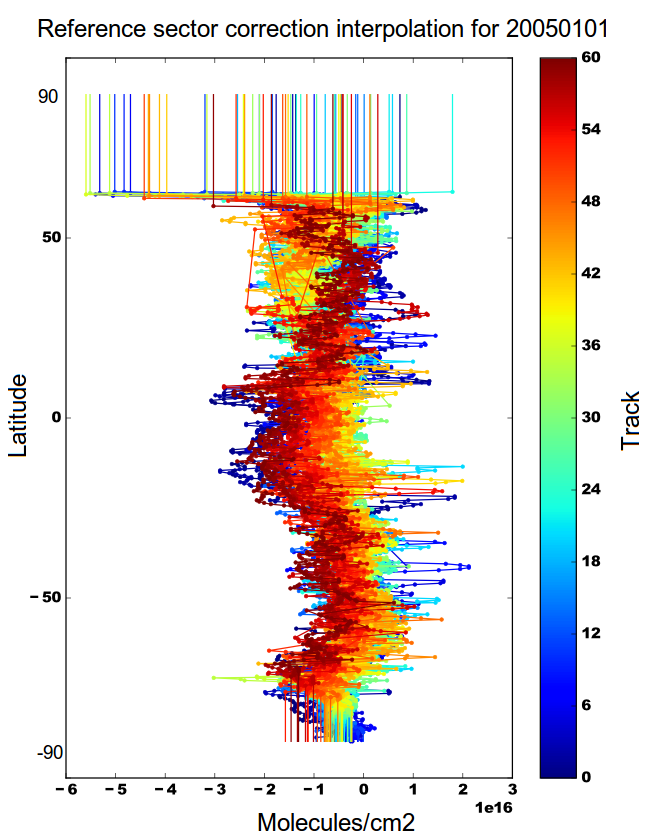 Reference sector correction interpolation for 20050101
90
50
0
−50
-90
Latitude
−6 −5 −4 −3 −2 −1 0 1 2 3
1e16
Molecules/cm2
60
54
48
42
36
30
24
18
12
6
0
Track